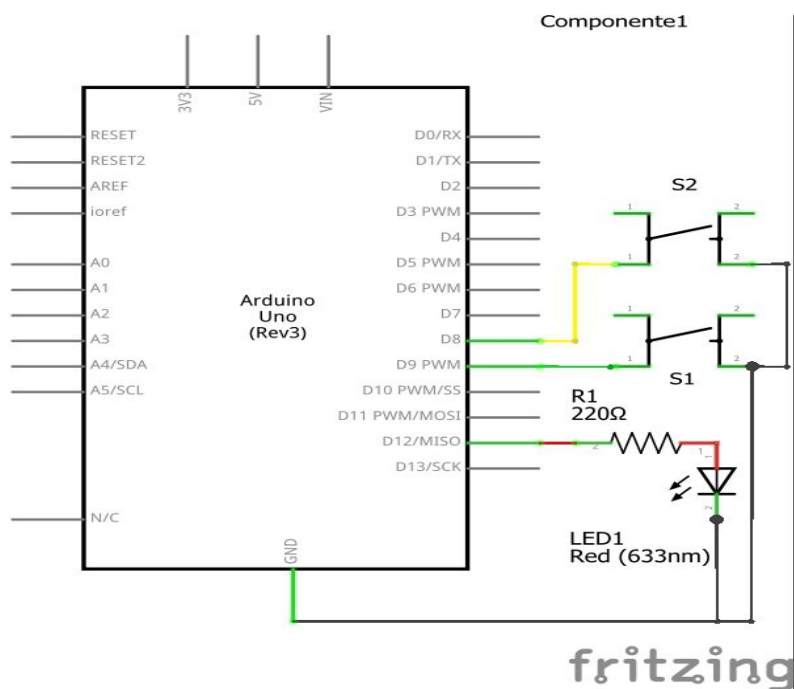 Componente1
3V3
5V
VIN
RESET
RESET2
AREF
ioref
A0
A1
A2
A3
A4/SDA
A5/SCL
N/C
Arduino
Uno
(Rev3)
D0/RX
D1/TX
D2
D3 PWM
D4
D5 PWM
D6 PWM
D7
D8
D9 PWM
D10 PWM/SS
D11 PWM/MOSI
D12/MISO
D13/SCK
GND
S2
1 2
1 2
1 2
1 2
S1
R1
220Ω
2 1
1
2
LED1
Red (633nm)
fritzing